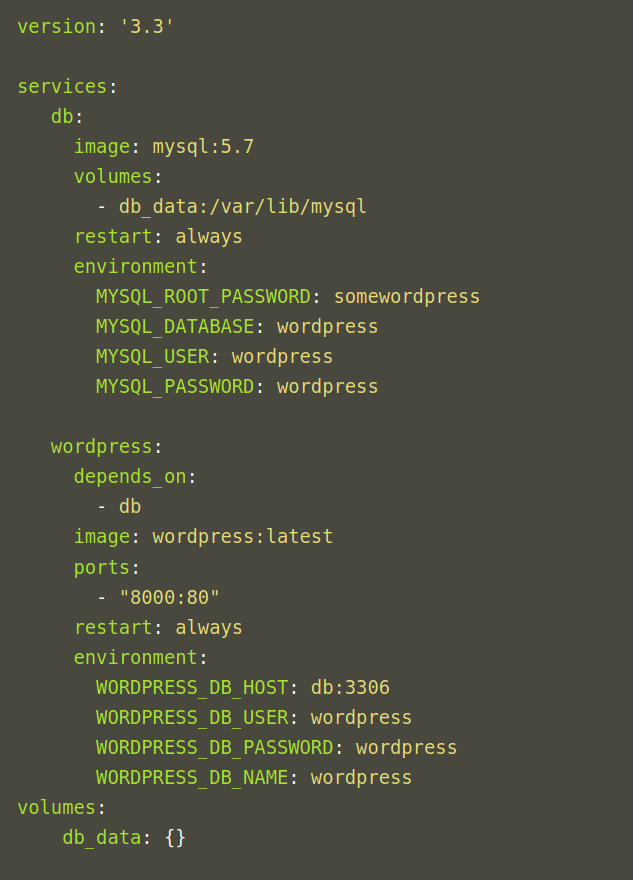 version: '3.3'

services:
   db:
     image: mysql:5.7
     volumes:
       - db_data:/var/lib/mysql
     restart: always
     environment:
       MYSQL_ROOT_PASSWORD: somewordpress
       MYSQL_DATABASE: wordpress
       MYSQL_USER: wordpress
       MYSQL_PASSWORD: wordpress

   wordpress:
     depends_on:
       - db
     image: wordpress:latest
     ports:
       - "8000:80"
     restart: always
     environment:
       WORDPRESS_DB_HOST: db:3306
       WORDPRESS_DB_USER: wordpress
       WORDPRESS_DB_PASSWORD: wordpress
       WORDPRESS_DB_NAME: wordpress
volumes:
    db_data: {}